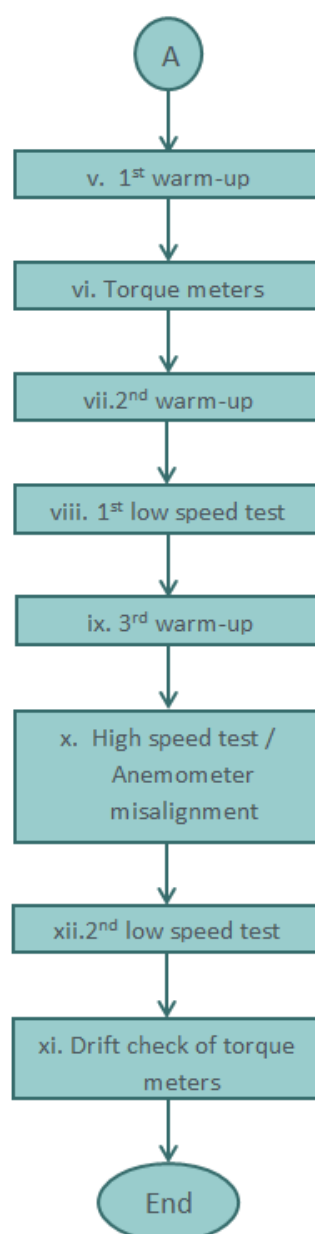 A
v. 1st warm-up
vi. Torque meters
vii.2nd warm-up
viii. 1st low speed test
ix. 3rd warm-up
x. High speed test /
Anemometer
misalignment
xii.2nd low speed test
xi. Drift check of torque
meters
End